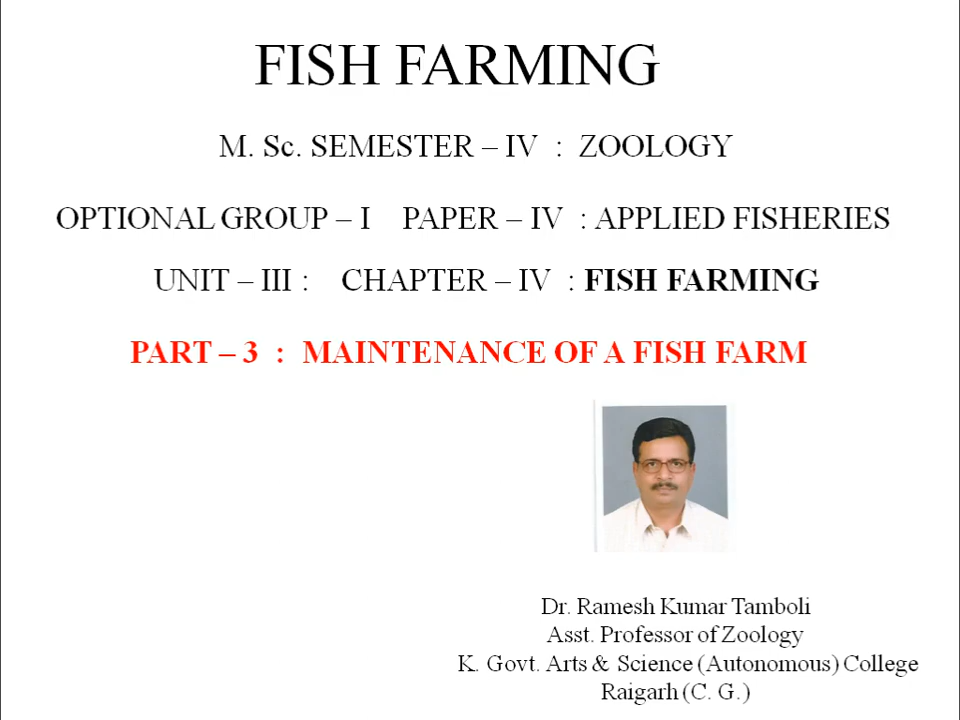 FISH FARMING
M. Sc. SEMESTER – IV : ZOOLOGY
OPTIONAL GROUP – I PAPER – IV : APPLIED FISHERIES
UNIT – III : CHAPTER – IV : FISH FARMING
PART – 3 : MAINTENANCE OF A FISH FARM
Dr. Ramesh Kumar Tamboli
Asst. Professor of Zoology
K. Govt. Arts & Science (Autonomous) College
Raigarh (C. G.)